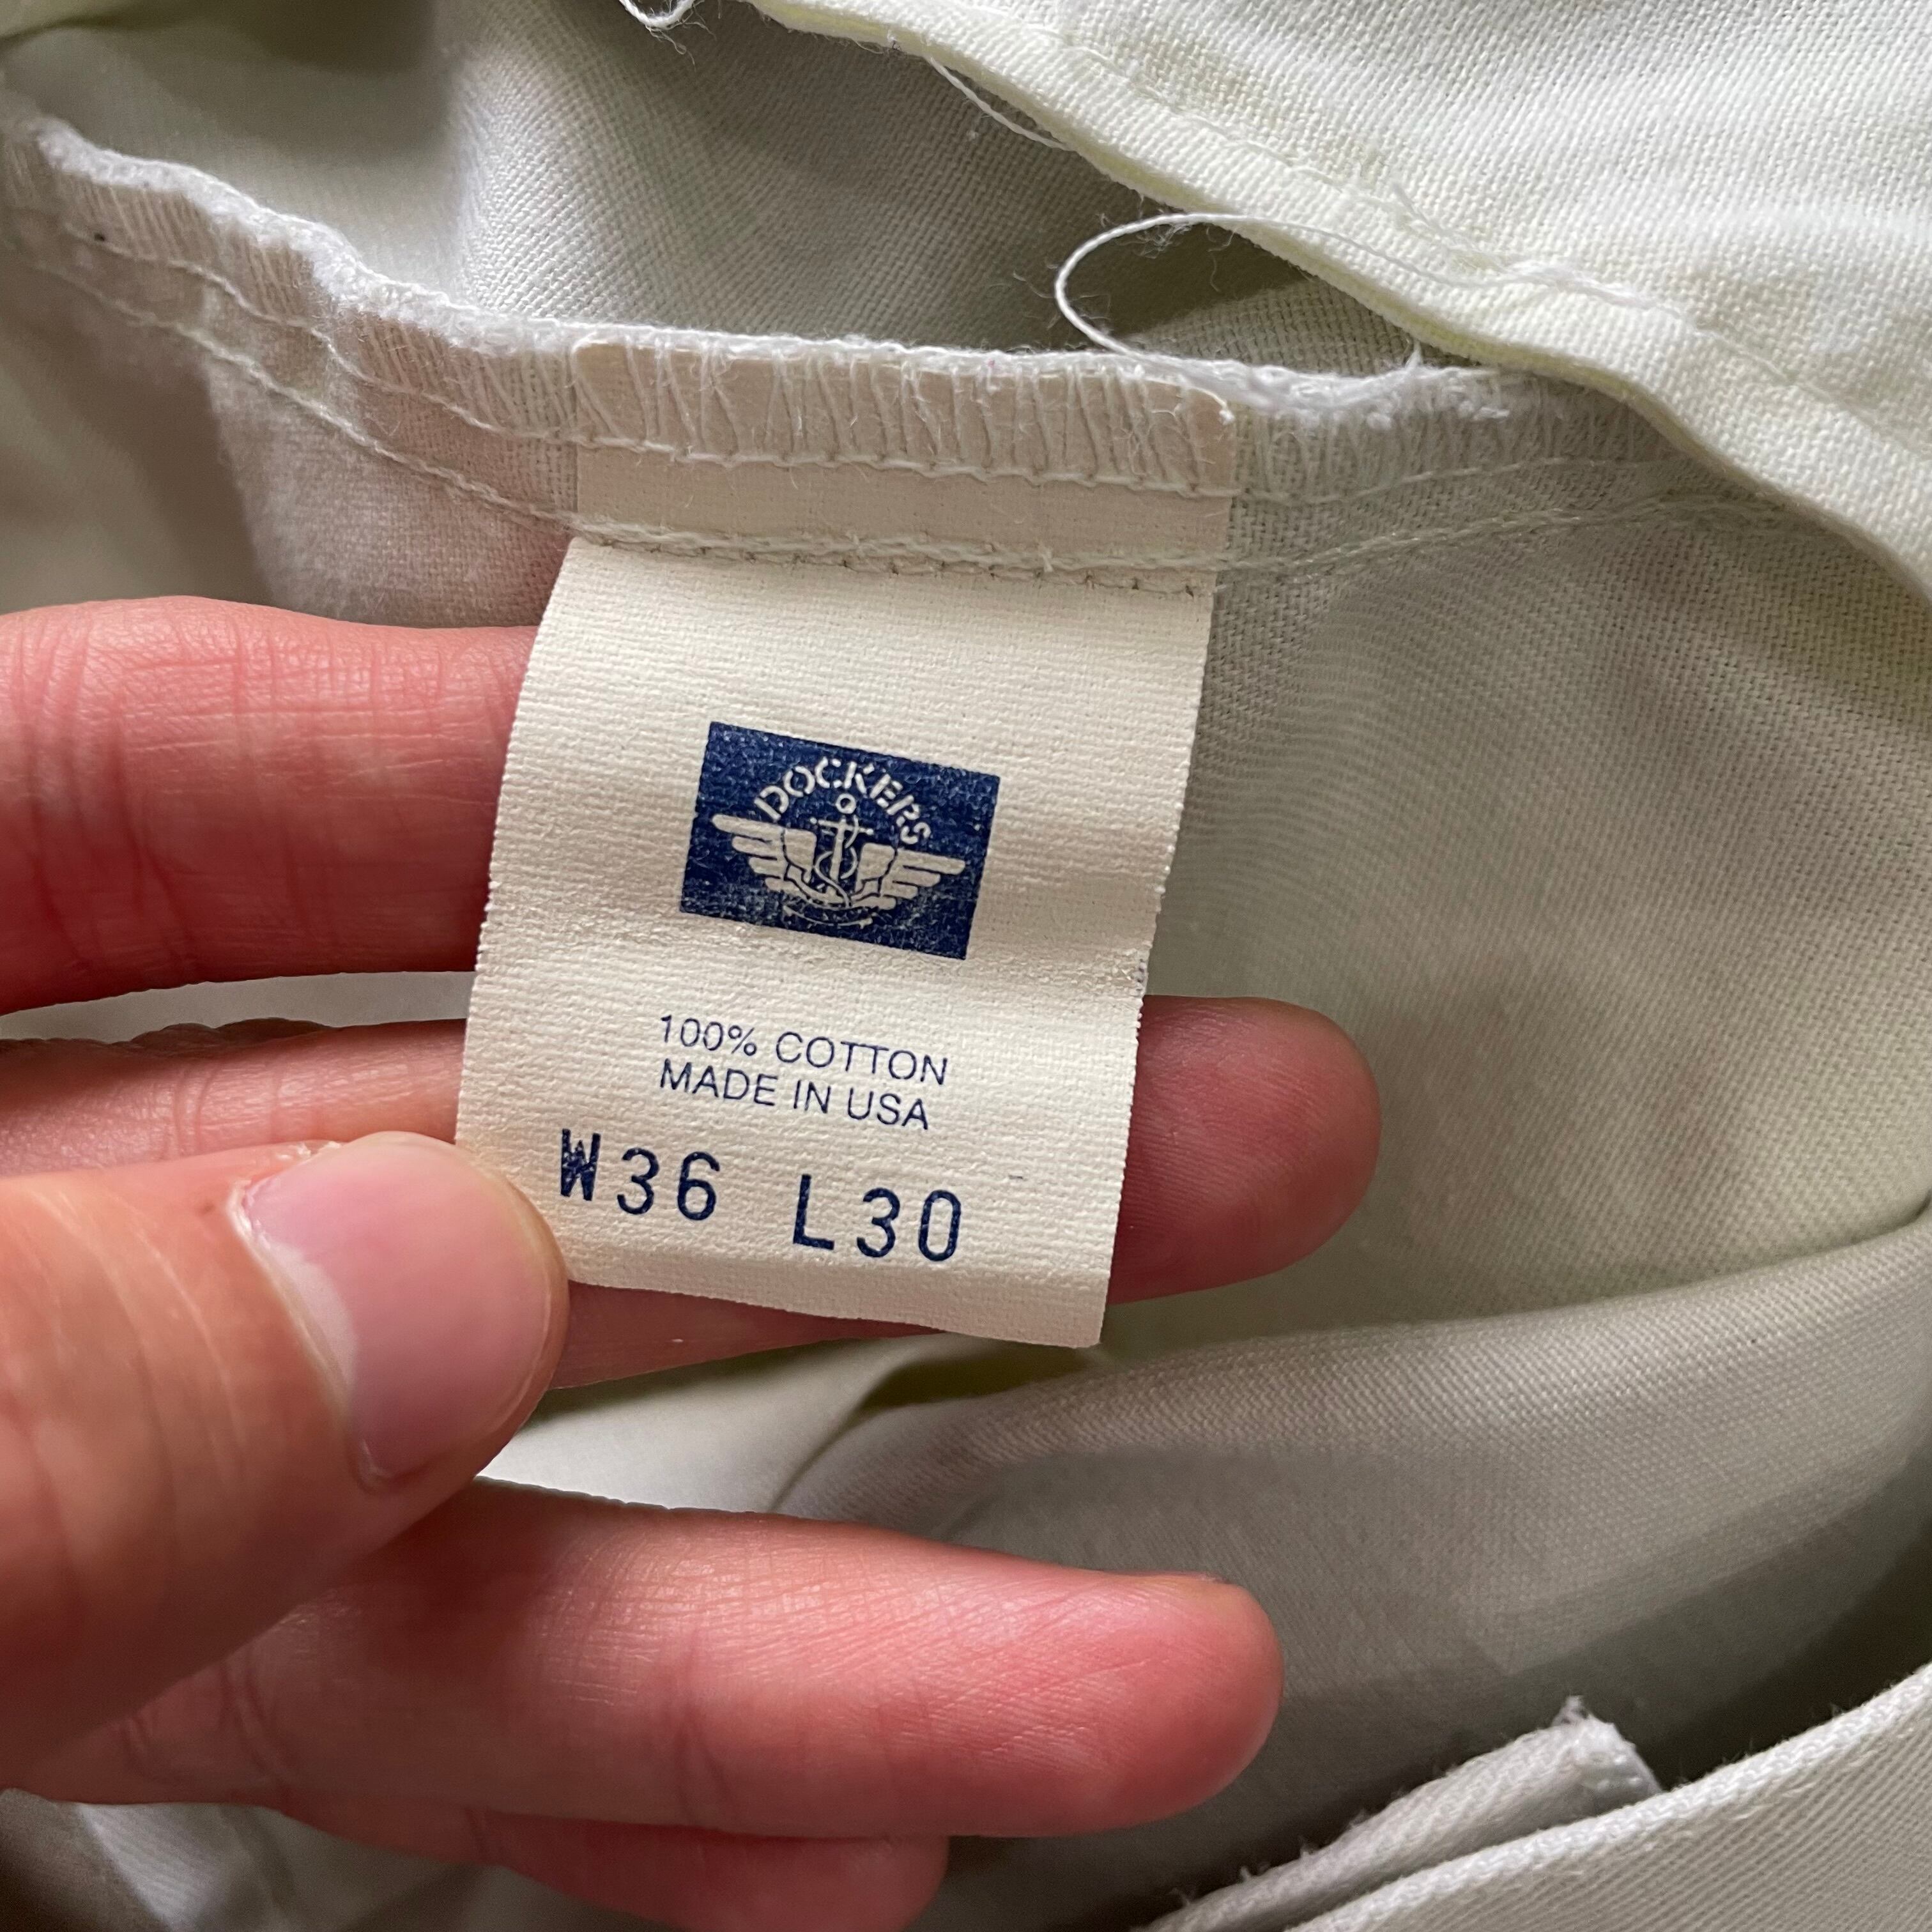 DOCKERS
100% COTTON
MADE IN USA
W36 L30